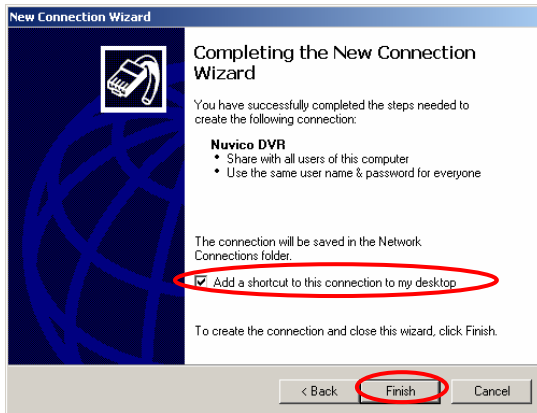 New Connection Wizard
Completing the New Connection
Wizard
You have successfully completed the steps needed to
create the following connection:
Nuvico DVR
• Share with all users of this computer
• Use the same user name & password for everyone
The connection will be saved in the Network
Connections folder.
Add a shortcut to this connection to my desktop
To create the connection and close this wizard, click Finish.
< Back Finish Cancel